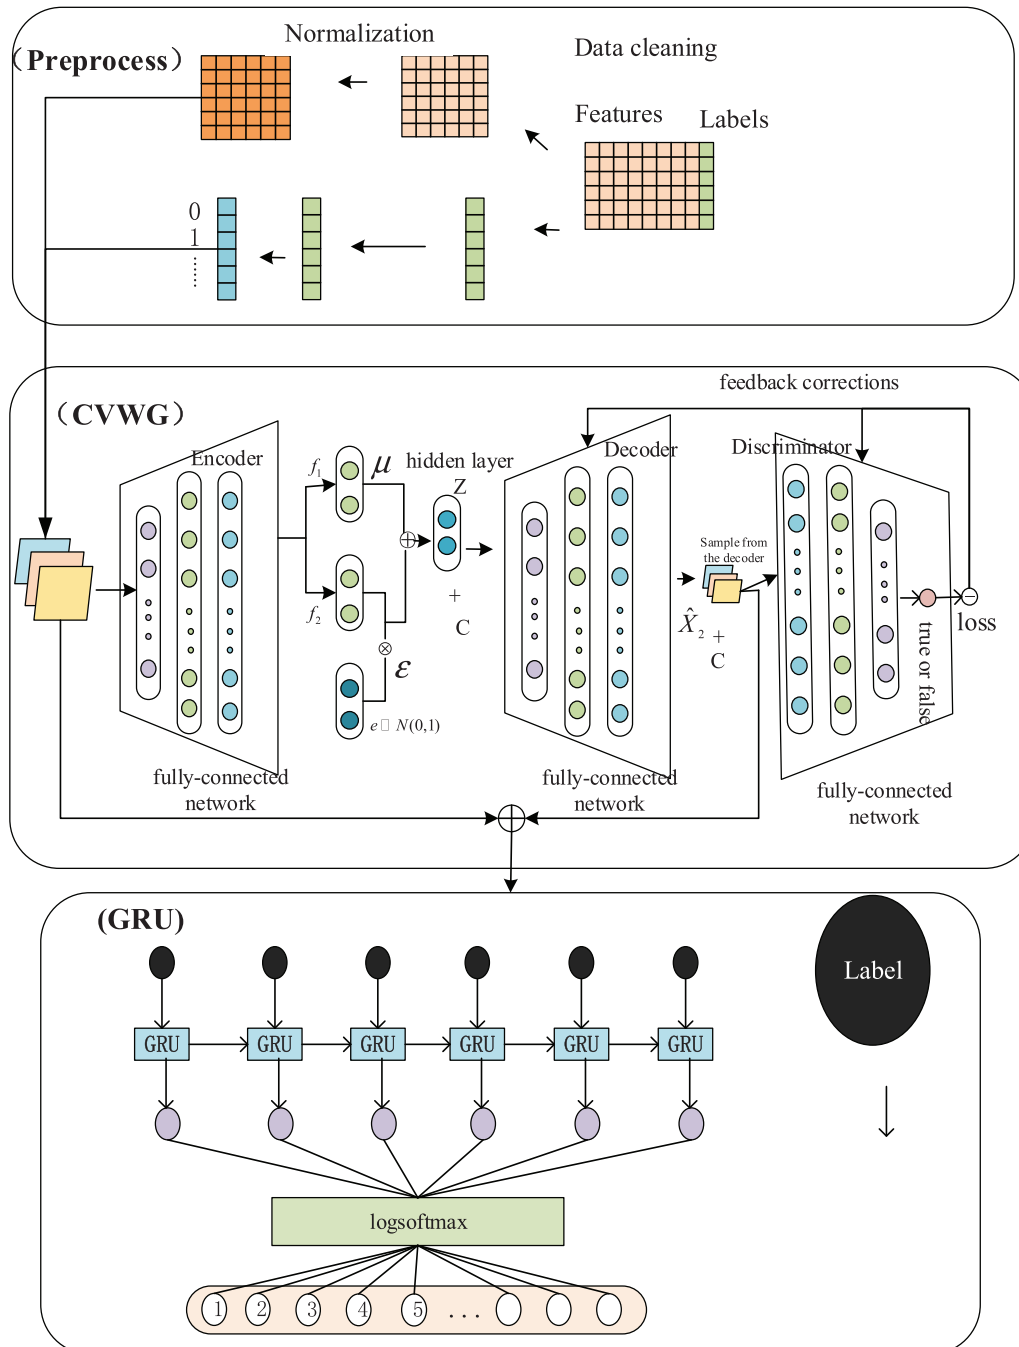 Normalization
Data cleaning
（Preprocess）
Features
Labels
0
1
......
feedback corrections
（CVWG）
Encoder
f₁
μ
hidden layer
Z
Decoder
Discriminator
Sample from
the decoder
+
C
f₂
ε
e □ N(0,1)
X̂₂ +
C
true or false
loss
fully-connected
network
fully-connected
network
fully-connected
network
(GRU)
Label
GRU GRU GRU GRU GRU GRU
logsoftmax
1 2 3 4 5 ...